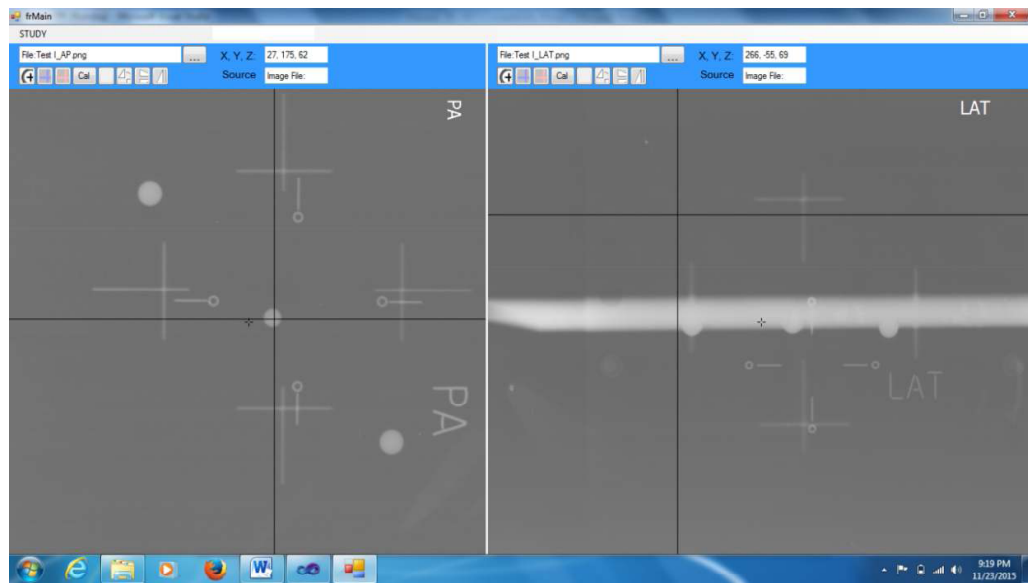 frMain
STUDY
File:Test I_AP.png
...
X, Y, Z:
27, 175, 62
Cal
Source
Image File:
PA
PA
File:Test I_LAT.png
...
X, Y, Z:
266, -55, 69
Cal
Source
Image File:
LAT
LAT
9:19 PM
11/23/2015